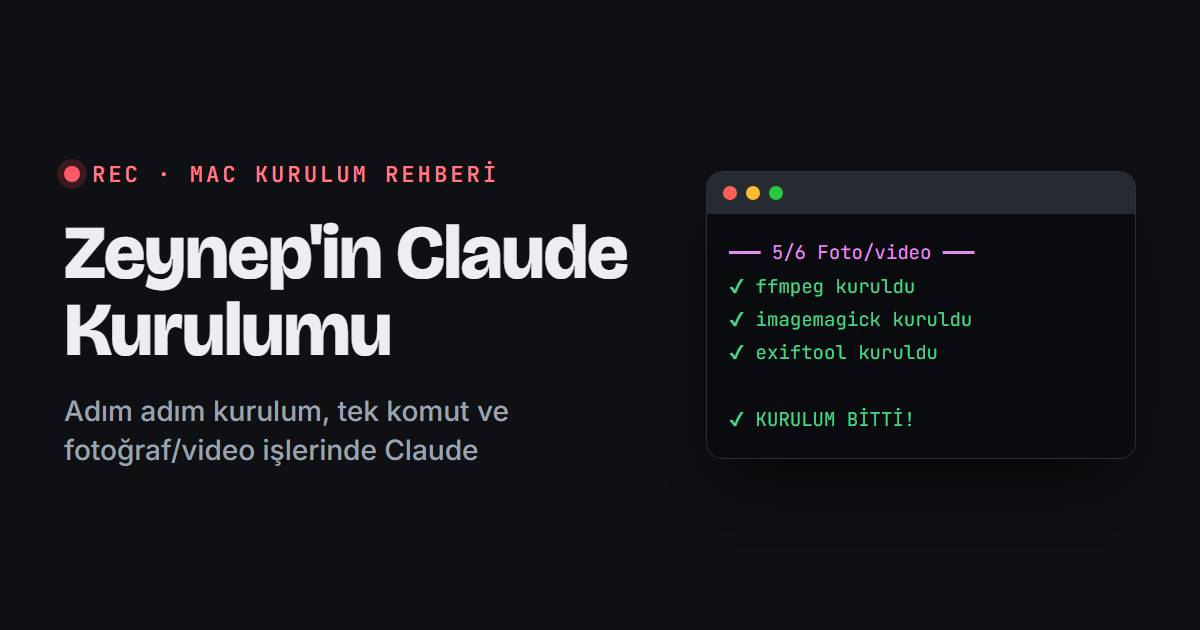 REC · MAC KURULUM REHBERİ
Zeynep'in Claude
Kurulumu
Adım adım kurulum, tek komut ve
fotoğraf/video işlerinde Claude
━━━ 5/6 Foto/video ━━━
✓ ffmpeg kuruldu
✓ imagemagick kuruldu
✓ exiftool kuruldu
✓ KURULUM BİTTİ!